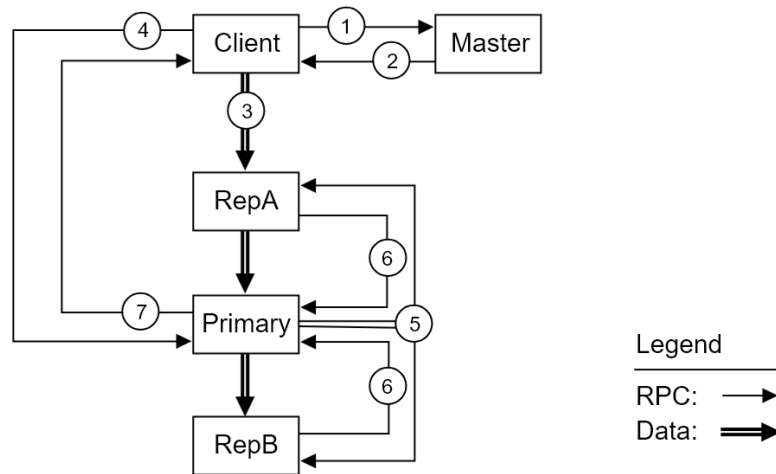 4
Client
1
Master
2
3
RepA
6
7
Primary
5
6
RepB
Legend
RPC:
Data: